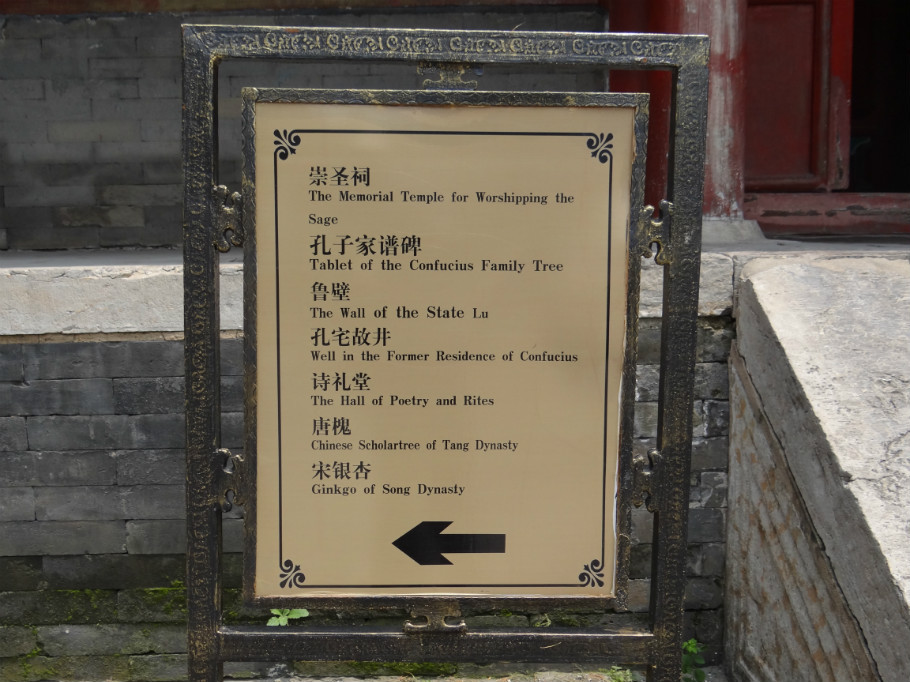 崇圣祠
The Memorial Temple for Worshipping the
Sage
孔子家谱碑
Tablet of the Confucius Family Tree
鲁壁
The Wall of the State Lu
孔宅故井
Well in the Former Residence of Confucius
诗礼堂
The Hall of Poetry and Rites
唐槐
Chinese Scholartree of Tang Dynasty
宋银杏
Ginkgo of Song Dynasty